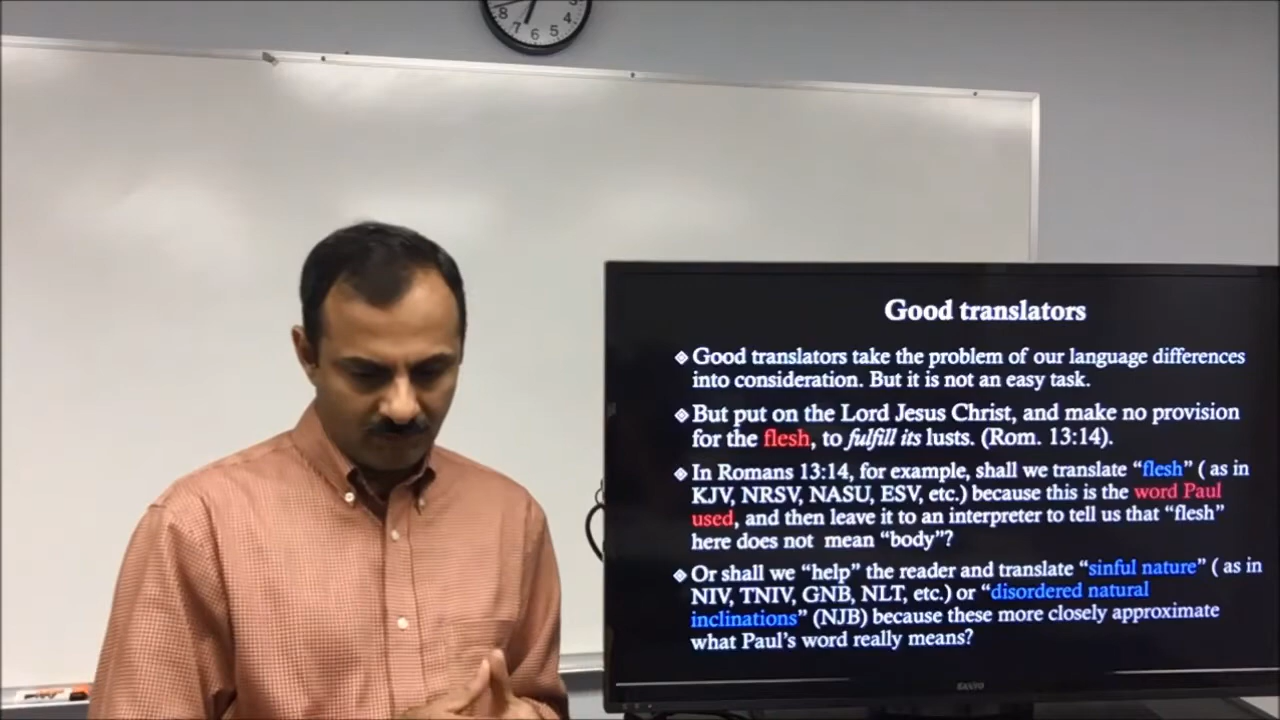 8 7 6 5 4 3
Good translators
❖ Good translators take the problem of our language differences
into consideration. But it is not an easy task.
❖ But put on the Lord Jesus Christ, and make no provision
for the flesh, to fulfill its lusts. (Rom. 13:14).
❖ In Romans 13:14, for example, shall we translate “flesh” ( as in
KJV, NRSV, NASU, ESV, etc.) because this is the word Paul
used, and then leave it to an interpreter to tell us that “flesh”
here does not mean “body”?
❖ Or shall we “help” the reader and translate “sinful nature” ( as in
NIV, TNIV, GNB, NLT, etc.) or “disordered natural
inclinations” (NJB) because these more closely approximate
what Paul’s word really means?
SANYO